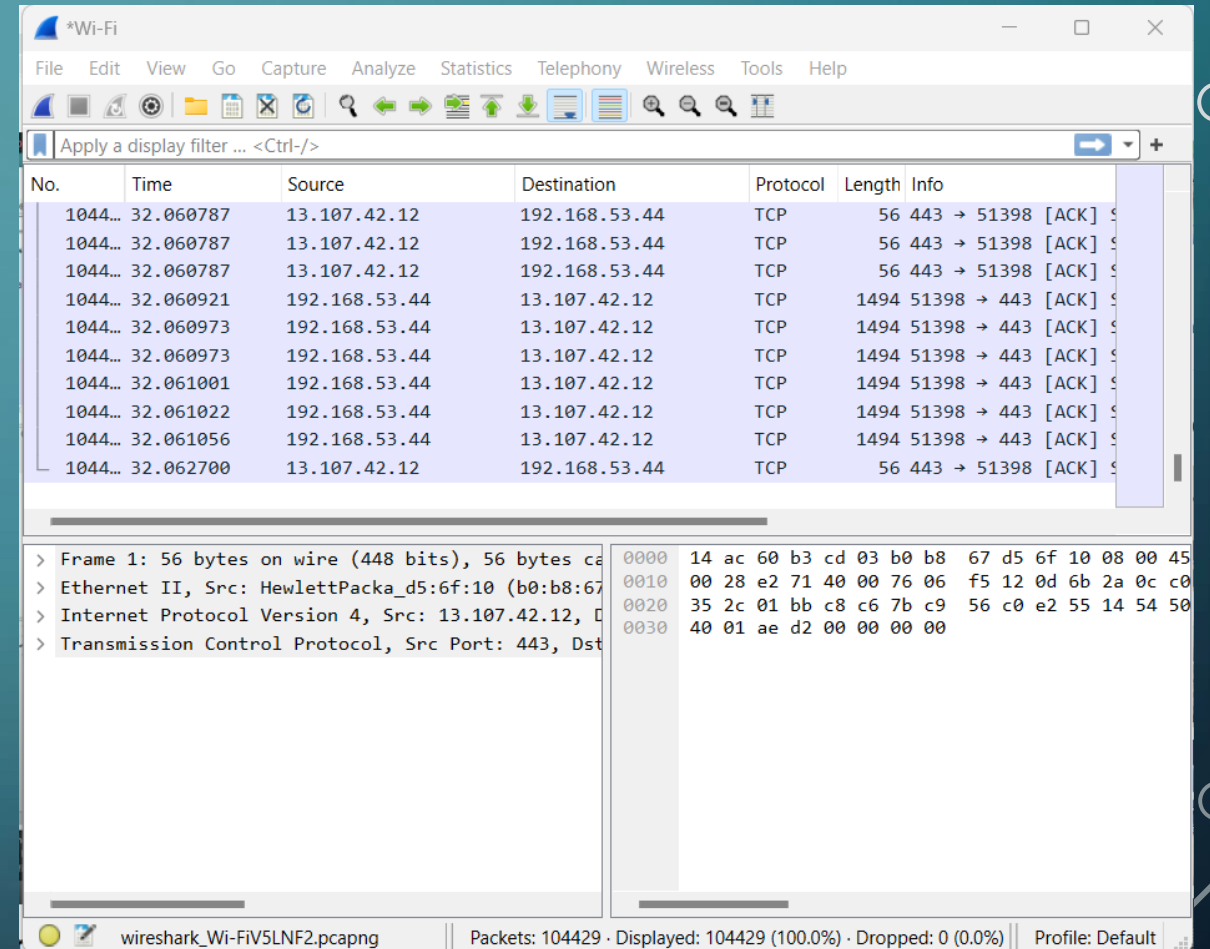 *Wi-Fi
File Edit View Go Capture Analyze Statistics Telephony Wireless Tools Help
Apply a display filter ... <Ctrl-/>
No. Time Source Destination Protocol Length Info
1044… 32.060787 13.107.42.12 192.168.53.44 TCP 56 443 → 51398 [ACK]
1044… 32.060787 13.107.42.12 192.168.53.44 TCP 56 443 → 51398 [ACK]
1044… 32.060787 13.107.42.12 192.168.53.44 TCP 56 443 → 51398 [ACK]
1044… 32.060921 192.168.53.44 13.107.42.12 TCP 1494 51398 → 443 [ACK]
1044… 32.060973 192.168.53.44 13.107.42.12 TCP 1494 51398 → 443 [ACK]
1044… 32.060973 192.168.53.44 13.107.42.12 TCP 1494 51398 → 443 [ACK]
1044… 32.061001 192.168.53.44 13.107.42.12 TCP 1494 51398 → 443 [ACK]
1044… 32.061022 192.168.53.44 13.107.42.12 TCP 1494 51398 → 443 [ACK]
1044… 32.061056 192.168.53.44 13.107.42.12 TCP 1494 51398 → 443 [ACK]
1044… 32.062700 13.107.42.12 192.168.53.44 TCP 56 443 → 51398 [ACK]
> Frame 1: 56 bytes on wire (448 bits), 56 bytes ca
> Ethernet II, Src: HewlettPacka_d5:6f:10 (b0:b8:67
> Internet Protocol Version 4, Src: 13.107.42.12, D
> Transmission Control Protocol, Src Port: 443, Dst
0000 14 ac 60 b3 cd 03 b0 b8 67 d5 6f 10 08 00 45
0010 00 28 e2 71 40 00 76 06 f5 12 0d 6b 2a 0c c0
0020 35 2c 01 bb c8 c6 7b c9 56 c0 e2 55 14 54 50
0030 40 01 ae d2 00 00 00 00
wireshark_Wi-FiV5LNF2.pcapng
Packets: 104429 · Displayed: 104429 (100.0%) · Dropped: 0 (0.0%)
Profile: Default